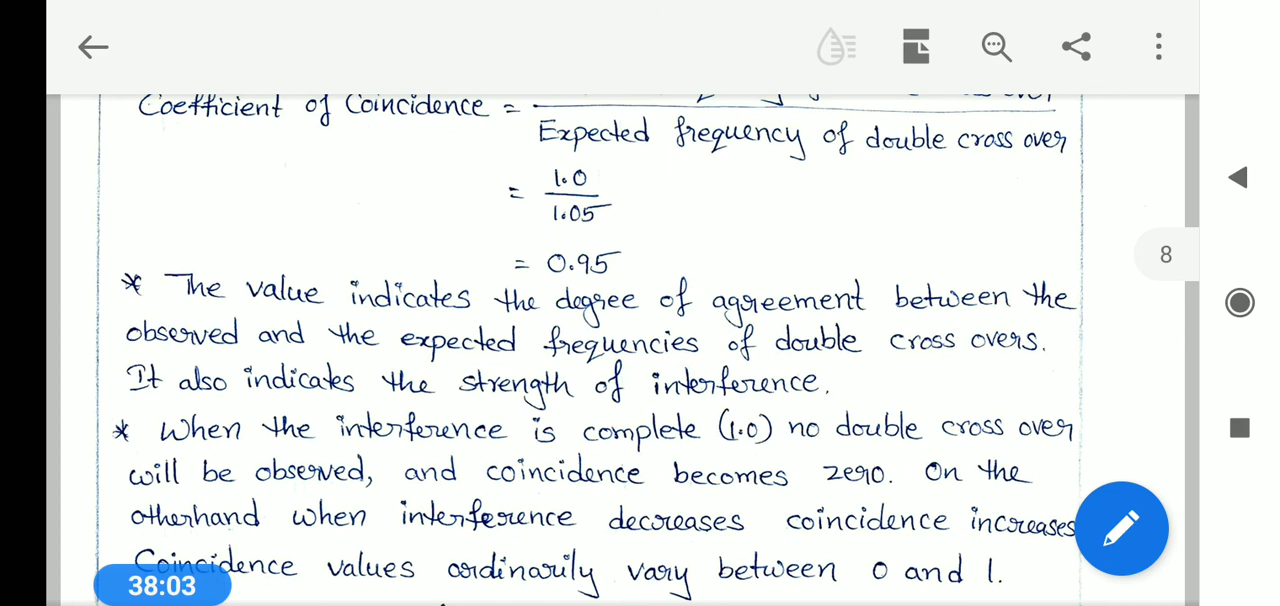 Coefficient of Coincidence =
Expected frequency of double cross over
= 1.0
1.05
= 0.95
8
* The value indicates the degree of agreement between the
observed and the expected frequencies of double cross overs.
It also indicates the strength of interference.
* When the interference is complete (1.0) no double cross over
will be observed, and coincidence becomes zero. On the
otherhand when interference decreases coincidence increases
Coincidence values ordinarily vary between 0 and 1.
38:03